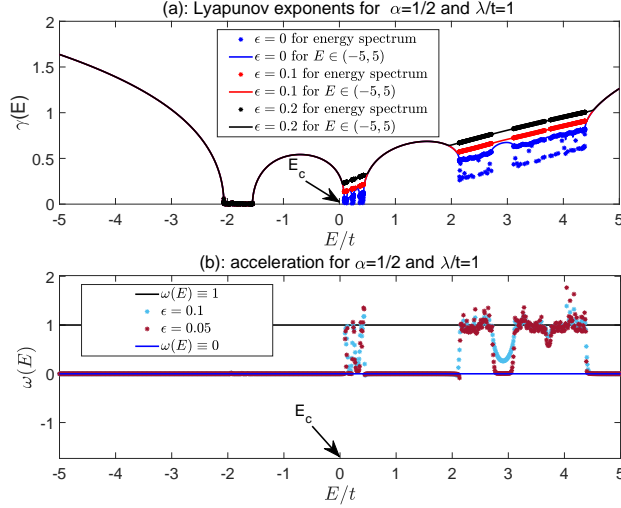 (a): Lyapunov exponents for α=1/2 and λ/t=1
γ(E)
2
1.5
1
0.5
0
ϵ = 0 for energy spectrum
ϵ = 0 for E ∈ (−5, 5)
ϵ = 0.1 for energy spectrum
ϵ = 0.1 for E ∈ (−5, 5)
ϵ = 0.2 for energy spectrum
ϵ = 0.2 for E ∈ (−5, 5)
E_c
-5 -4 -3 -2 -1 0 1 2 3 4 5
E/t
(b): acceleration for α=1/2 and λ/t=1
ω(E)
2
1
0
1
ω(E) ≡ 1
ϵ = 0.1
ϵ = 0.05
ω(E) ≡ 0
E_c
-5 -4 -3 -2 -1 0 1 2 3 4 5
E/t